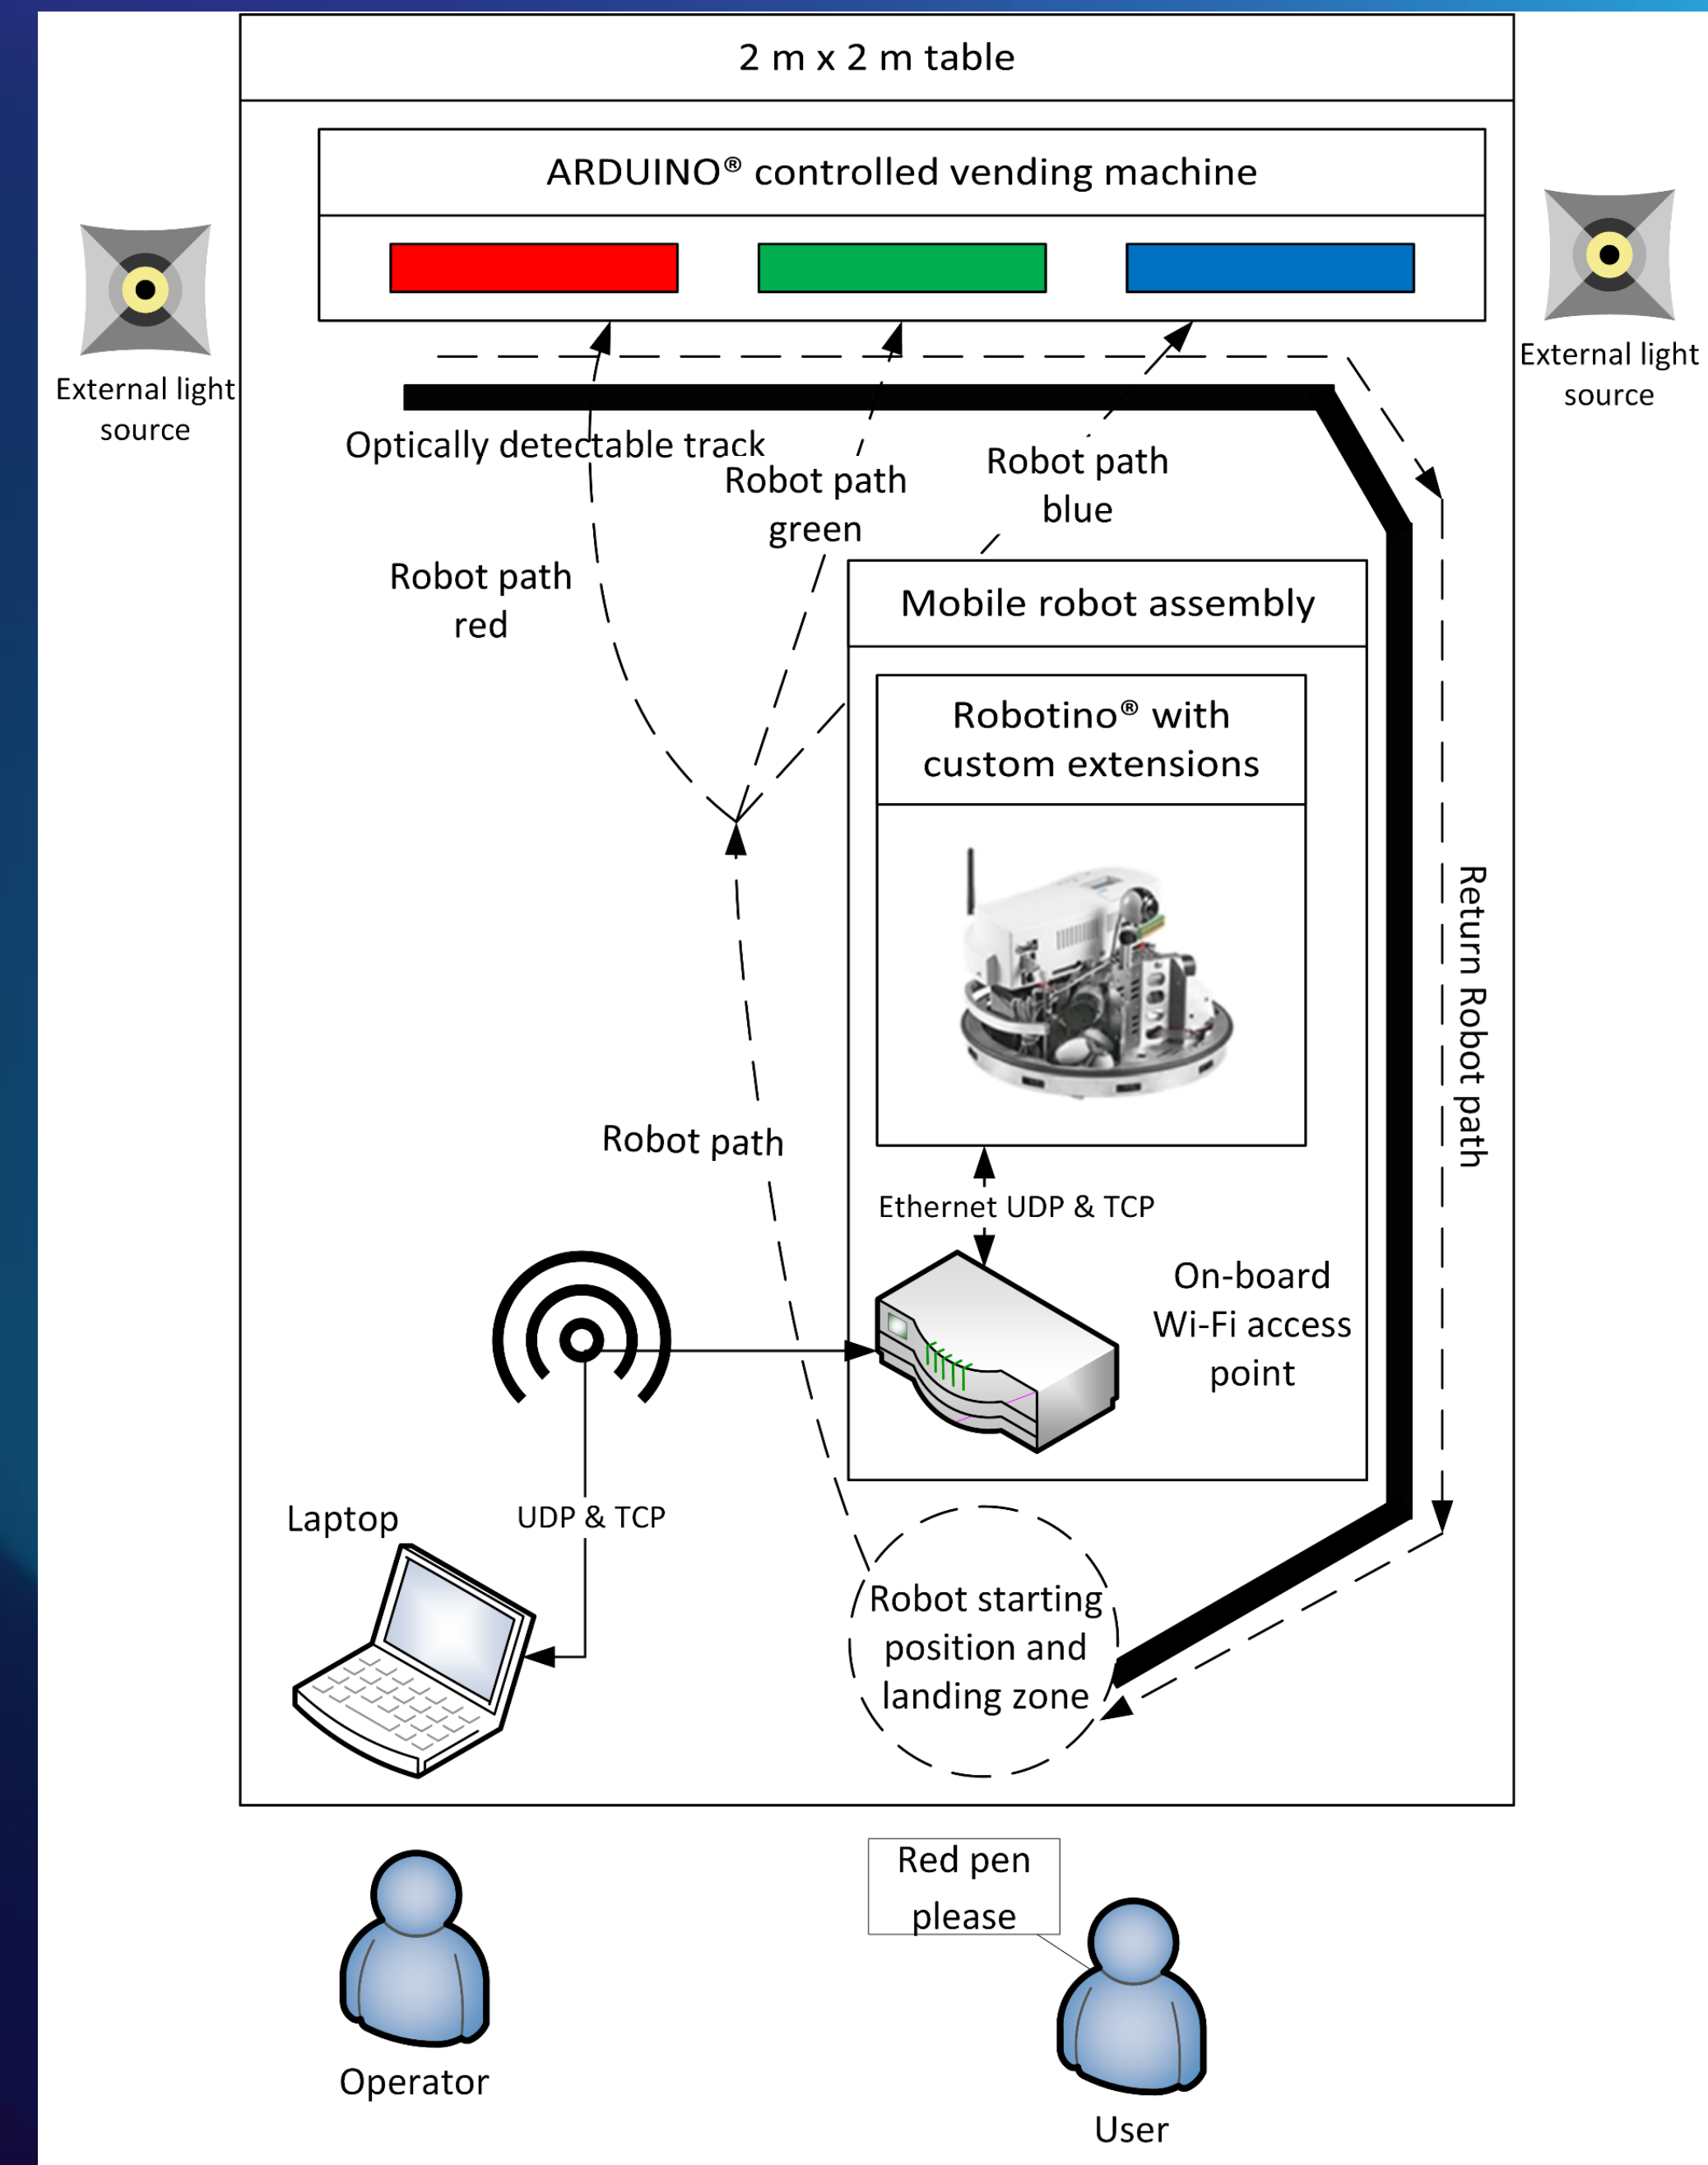 2 m x 2 m table
ARDUINO® controlled vending machine
External light
source
External light
source
Optically detectable track
Robot path
green
Robot path
blue
Robot path
red
Mobile robot assembly
Robotino® with
custom extensions
Return Robot path
Robot path
Ethernet UDP & TCP
On-board
Wi-Fi access
point
Laptop
UDP & TCP
Robot starting
position and
landing zone
Red pen
please
Operator
User